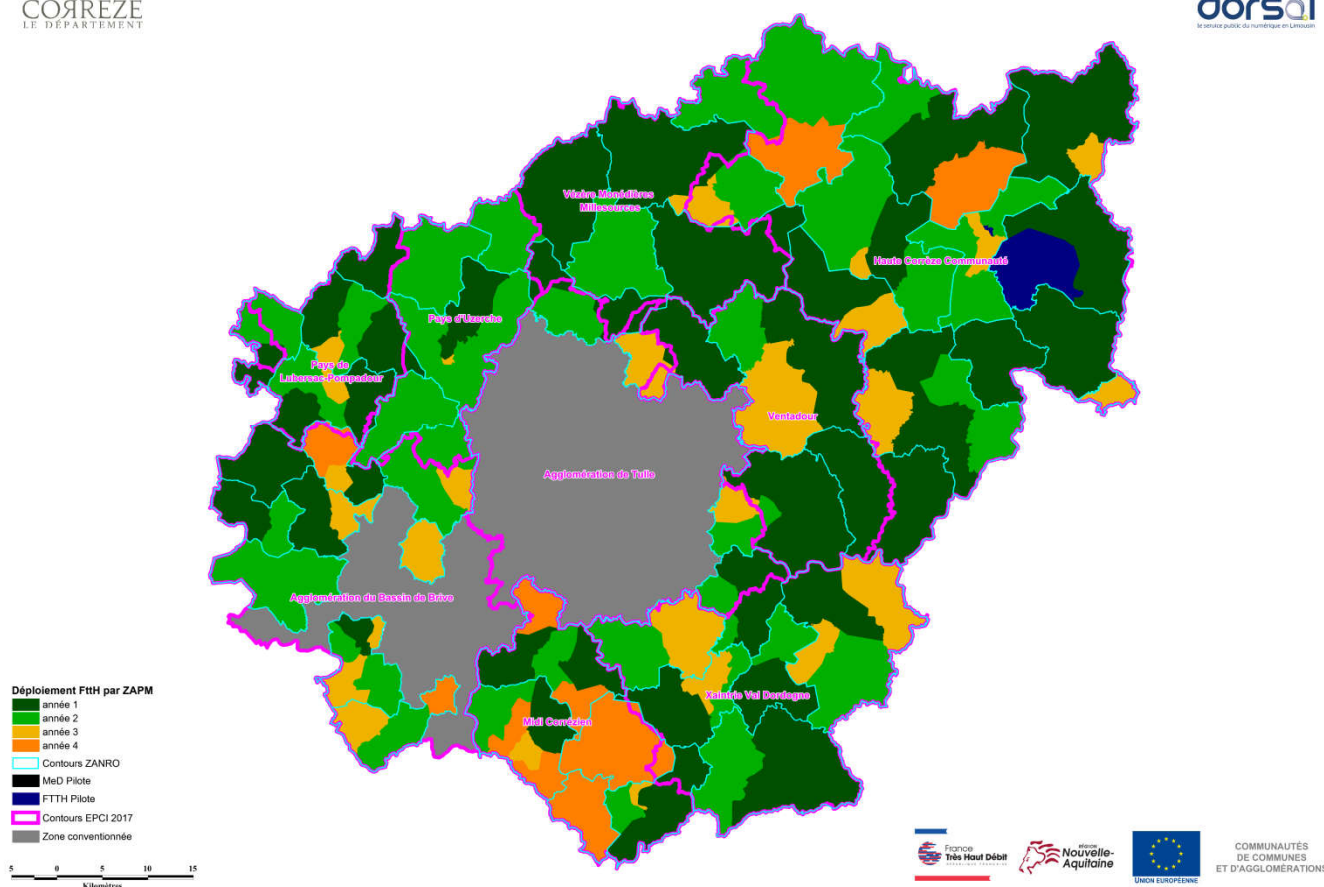 CORREZE
LE DÉPARTEMENT
dorsal
le service public du numérique en Limousin
Vézère Monédières
Millesources
Haute Corrèze Communauté
Pays d'Uzerche
Pays de
Lubersac-Pompadour
Ventadour
Agglomération de Tulle
Agglomération du Bassin de Brive
Xaintrie Val Dordogne
Midi Corrézien
Déploiement FttH par ZAPM
année 1
année 2
année 3
année 4
Contours ZANRO
MeD Pilote
FTTH Pilote
Contours EPCI 2017
Zone conventionnée
5 0 5 10 15
Kilomètres
France
Très Haut Débit
RÉPUBLIQUE FRANÇAISE
RÉGION
Nouvelle-
Aquitaine
UNION EUROPÉENNE
COMMUNAUTÉS
DE COMMUNES
ET D'AGGLOMÉRATIONS